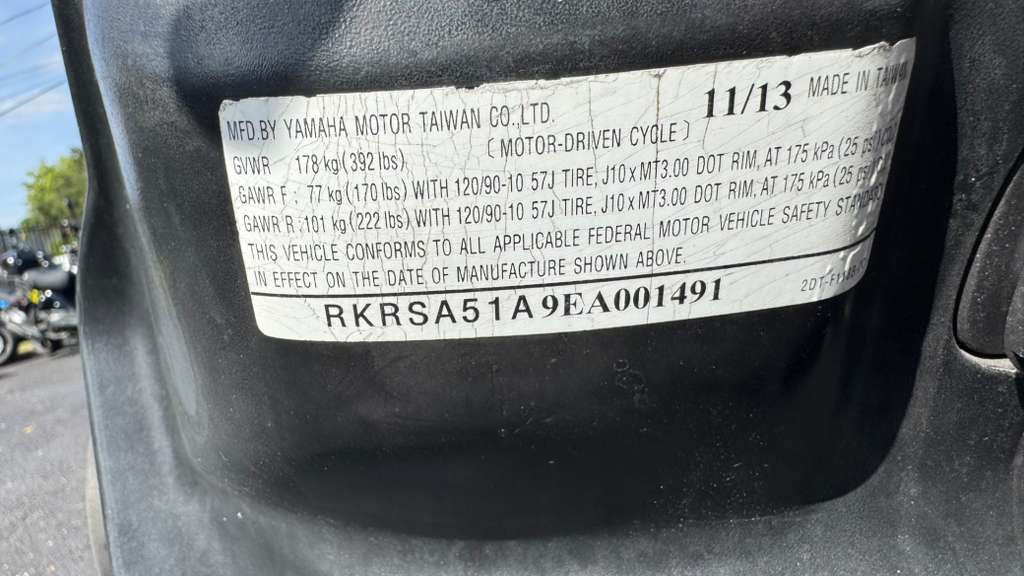 MFD.BY YAMAHA MOTOR TAIWAN CO.,LTD. 11/13 MADE IN TAIWAN
GVWR : 178 kg(392 lbs) (MOTOR-DRIVEN CYCLE)
GAWR F : 77 kg(170 lbs) WITH 120/90-10 57J TIRE, J10xMT3.00 DOT RIM, AT 175 kPa(25 psi)
GAWR R : 101 kg(222 lbs) WITH 120/90-10 57J TIRE, J10xMT3.00 DOT RIM, AT 175 kPa(25
THIS VEHICLE CONFORMS TO ALL APPLICABLE FEDERAL MOTOR VEHICLE SAFETY STANDARDS
IN EFFECT ON THE DATE OF MANUFACTURE SHOWN ABOVE.
RKRSA51A9EA001491